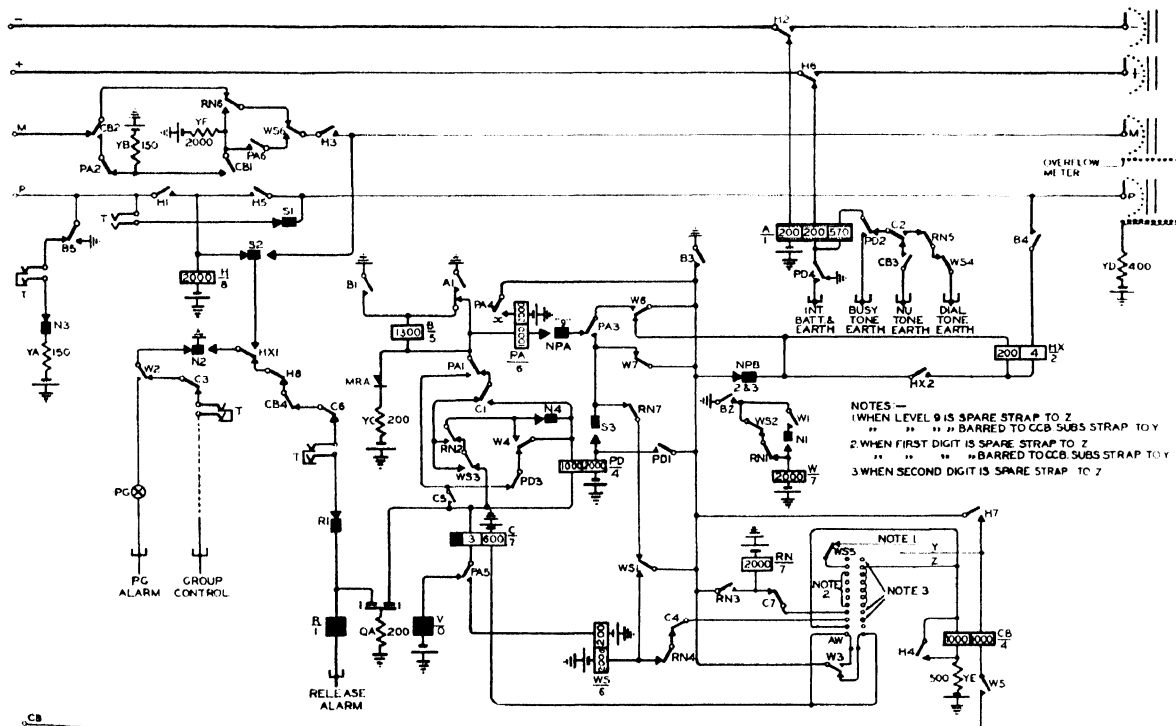 −
H2
−
+
H6
+
M
CB2
YB
150
PA2
RN6
YF
2000
PA6
CB1
WS6
H3
M
OVERFLOW
METER
P
H1
H5
P
T
S1
B5
S2
H
8
2000
T
N3
YA
150
B1
A1
B
5
1300
PA4
x
B3
A
1
200
200
570
PD4
PD2
C2
CB3
RN5
WS4
B4
YD
400
INT
BATT. &
EARTH
BUSY
TONE
EARTH
NU
TONE
EARTH
DIAL
TONE
EARTH
PA
6
"9"
NPA
PA3
W6
W7
200
4
HX
2
N2
W2
C3
T
HX1
H8
CB4
C6
MRA
YC
200
PA1
C1
RN2
N4
W4
WS3
PD3
C5
RN7
S3
1000
PD
4
PD1
NPB
2 & 3
HX2
B2
WS2
W1
N1
RN1
2000
W
7
NOTES:—
1. WHEN LEVEL 9 IS SPARE STRAP TO Z
" " " " BARRED TO CCB. SUBS STRAP TO Y
2. WHEN FIRST DIGIT IS SPARE STRAP TO Z
" " " " BARRED TO CCB. SUBS STRAP TO Y
3. WHEN SECOND DIGIT IS SPARE STRAP TO Z
T
PG
R1
PG
ALARM
GROUP
CONTROL
3
600
C
7
PA5
R
1
1
1
QA
200
V
0
WS1
RN
7
2000
RN3
C7
NOTE 1
WS5
Y
Z
NOTE
2
NOTE 3
H7
C4
RN4
200
200
WS
6
AW
W3
H4
1000
CB
4
500
YE
W5
RELEASE
ALARM
CB